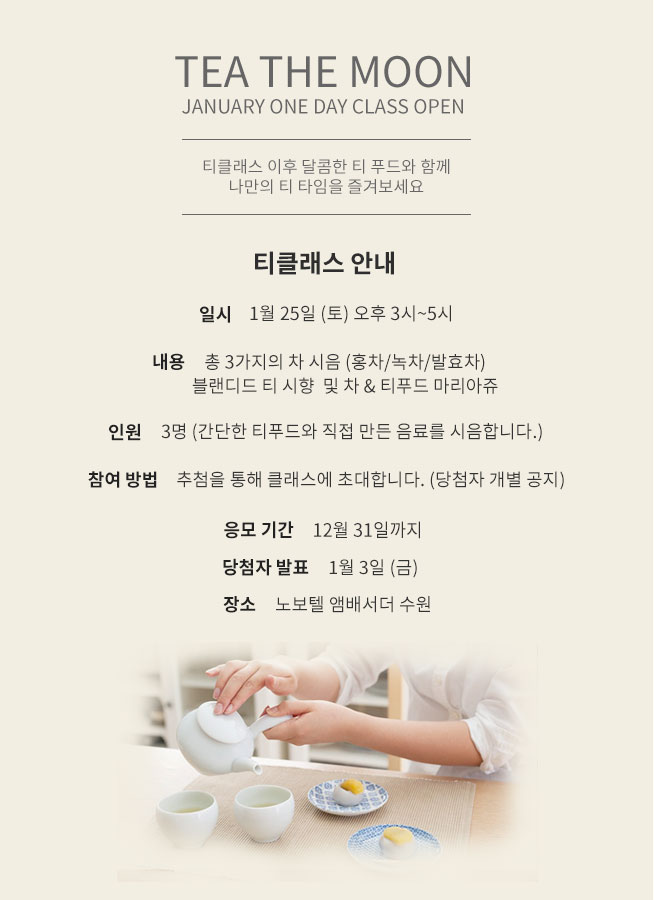 TEA THE MOON
JANUARY ONE DAY CLASS OPEN
티클래스 이후 달콤한 티 푸드와 함께
나만의 티 타임을 즐겨보세요
티클래스 안내
일시 1월 25일 (토) 오후 3시~5시
내용 총 3가지의 차 시음 (홍차/녹차/발효차)
블랜디드 티 시향 및 차 & 티푸드 마리아쥬
인원 3명 (간단한 티푸드와 직접 만든 음료를 시음합니다.)
참여 방법 추첨을 통해 클래스에 초대합니다. (당첨자 개별 공지)
응모 기간 12월 31일까지
당첨자 발표 1월 3일 (금)
장소 노보텔 앰배서더 수원